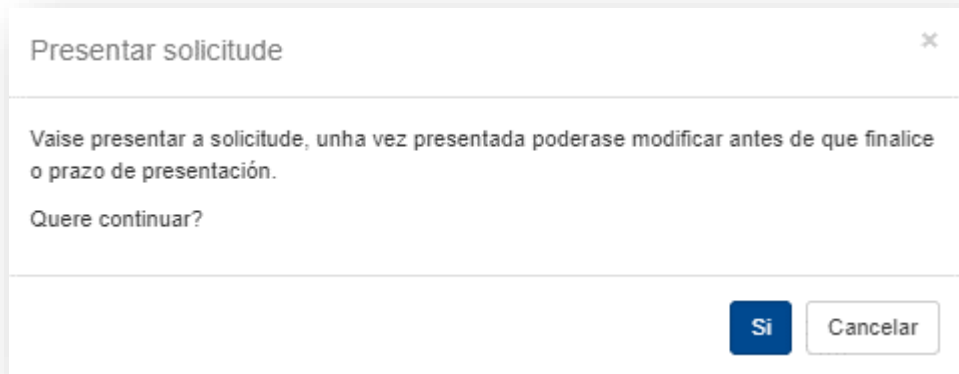 Presentar solicitude
×
Vaise presentar a solicitude, unha vez presentada poderase modificar antes de que finalice
o prazo de presentación.
Quere continuar?
Si
Cancelar